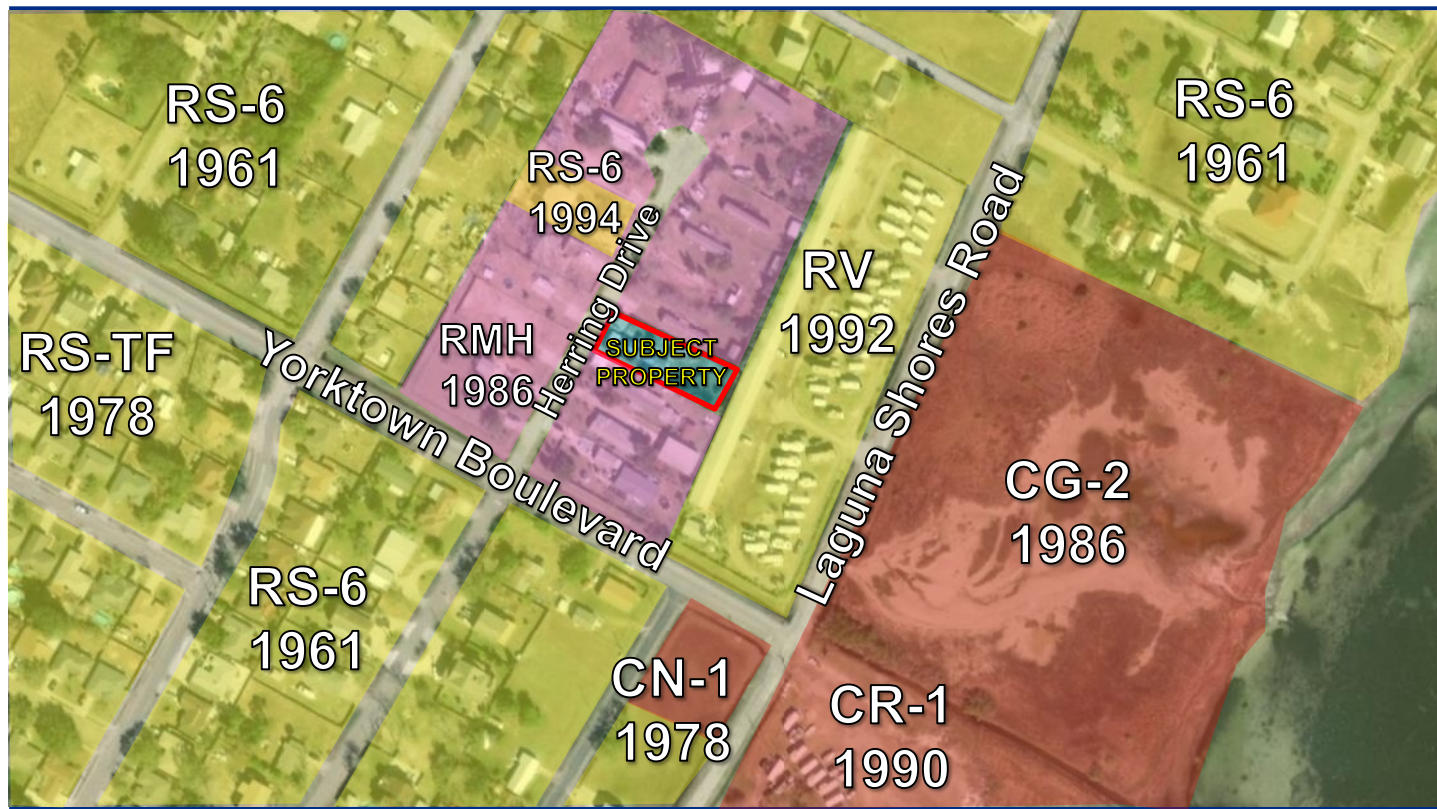 RS-6
1961
RS-6
1961
RS-6
1994
Herring Drive
RV
1992
Laguna Shores Road
RS-TF
1978
Yorktown Boulevard
RMH
1986
SUBJECT
PROPERTY
CG-2
1986
RS-6
1961
CN-1
1978
CR-1
1990